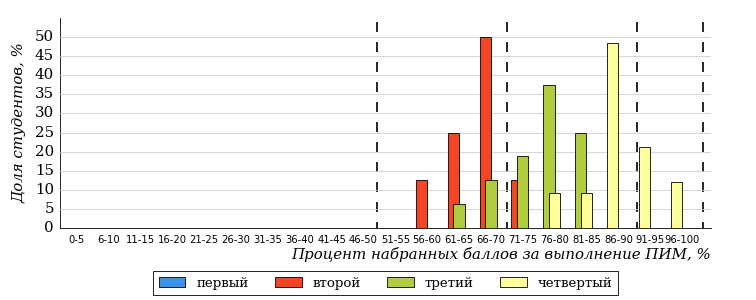 Доля студентов, %
50
45
40
35
30
25
20
15
10
5
0
0-5 6-10 11-15 16-20 21-25 26-30 31-35 36-40 41-45 46-50 51-55 56-60 61-65 66-70 71-75 76-80 81-85 86-90 91-95 96-100
Процент набранных баллов за выполнение ПИМ, %
первый второй третий четвертый